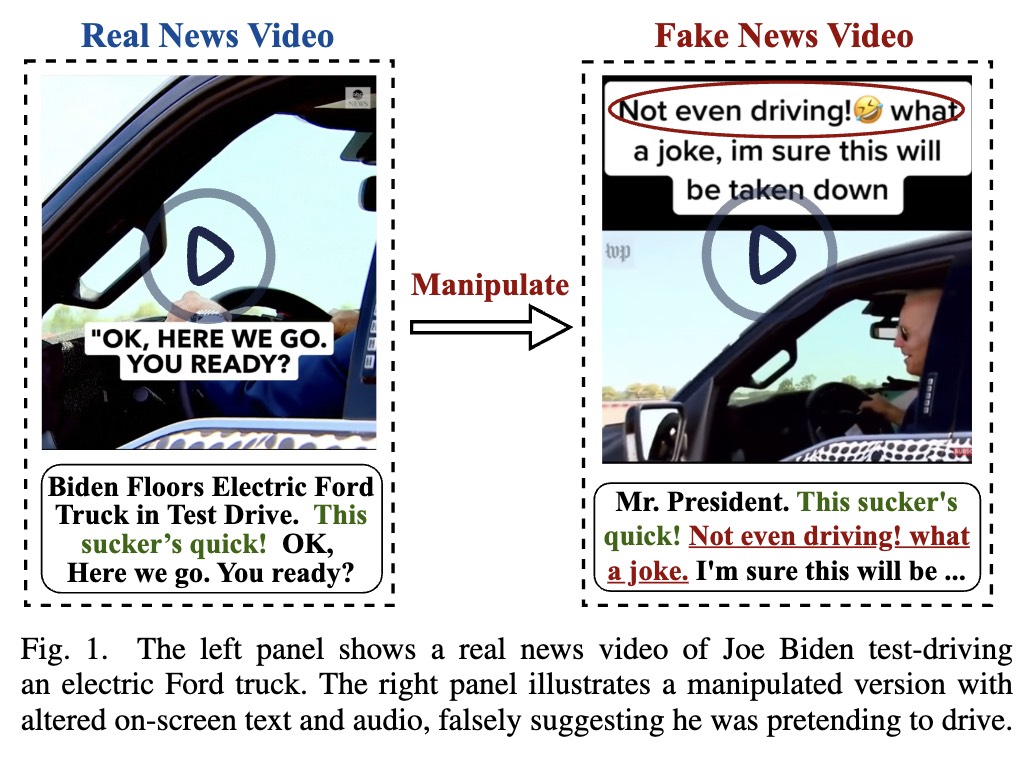 Real News Video
Fake News Video
NEWS
"OK, HERE WE GO.
YOU READY?
Biden Floors Electric Ford
Truck in Test Drive. This
sucker's quick! OK,
Here we go. You ready?
Manipulate
Not even driving!🤣 what
a joke, im sure this will
be taken down
wp
Mr. President. This sucker's
quick! Not even driving! what
a joke. I'm sure this will be ...
Fig. 1. The left panel shows a real news video of Joe Biden test-driving
an electric Ford truck. The right panel illustrates a manipulated version with
altered on-screen text and audio, falsely suggesting he was pretending to drive.